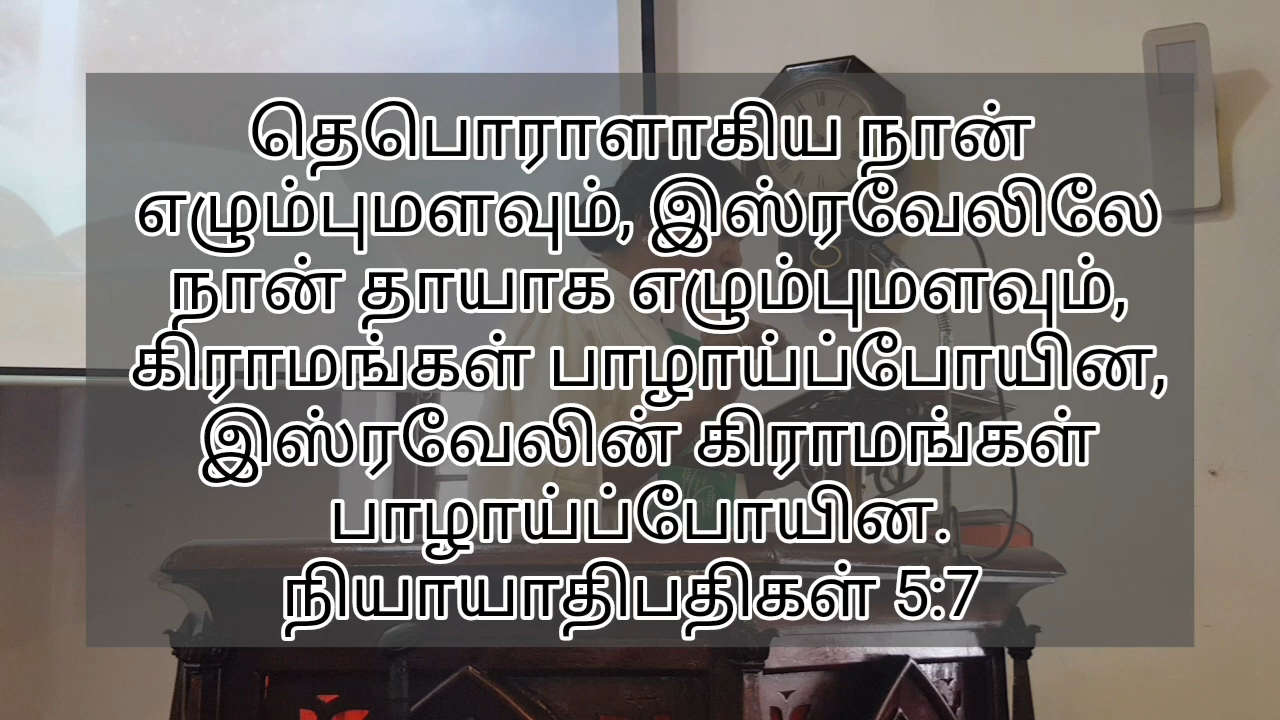 தெபொராளாகிய நான்
எழும்புமளவும், இஸ்ரவேலிலே
நான் தாயாக எழும்புமளவும்,
கிராமங்கள் பாழாய்ப்போயின,
இஸ்ரவேலின் கிராமங்கள்
பாழாய்ப்போயின.
நியாயாதிபதிகள் 5:7